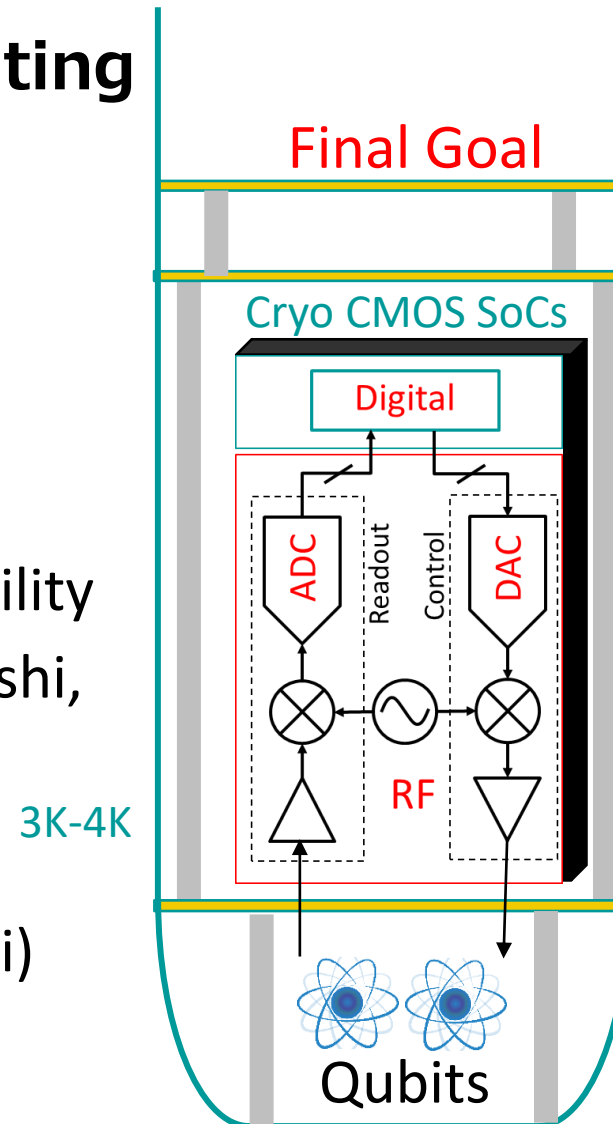 ting
Final Goal
Cryo CMOS SoCs
Digital
ADC
Readout
Control
DAC
ility
shi,
RF
3K-4K
i)
Qubits